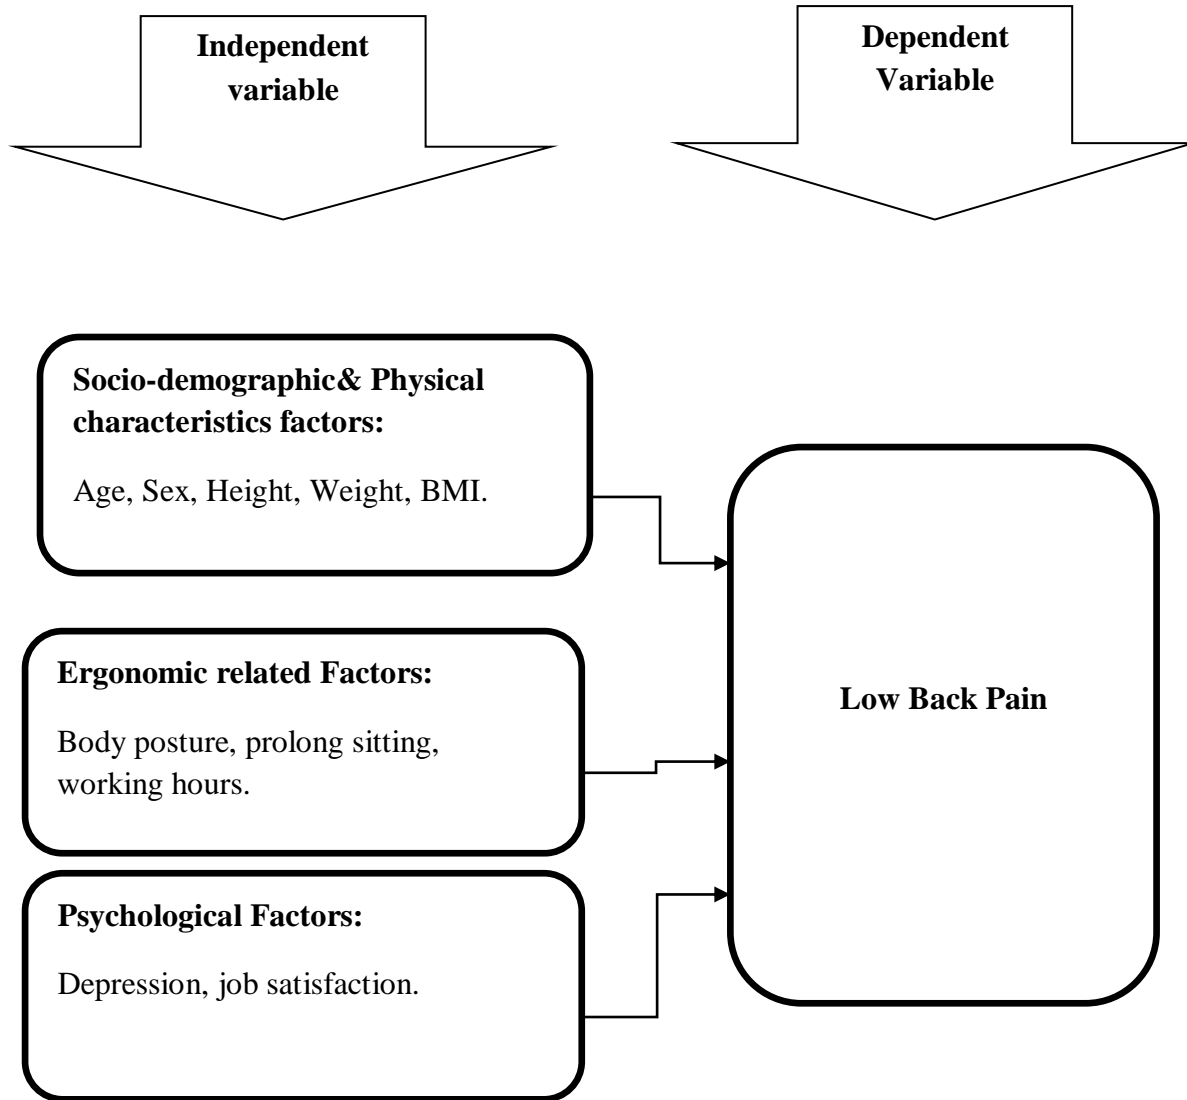 Independent
variable
Dependent
Variable
Socio-demographic& Physical
characteristics factors:
Age, Sex, Height, Weight, BMI.
Ergonomic related Factors:
Body posture, prolong sitting,
working hours.
Psychological Factors:
Depression, job satisfaction.
Low Back Pain